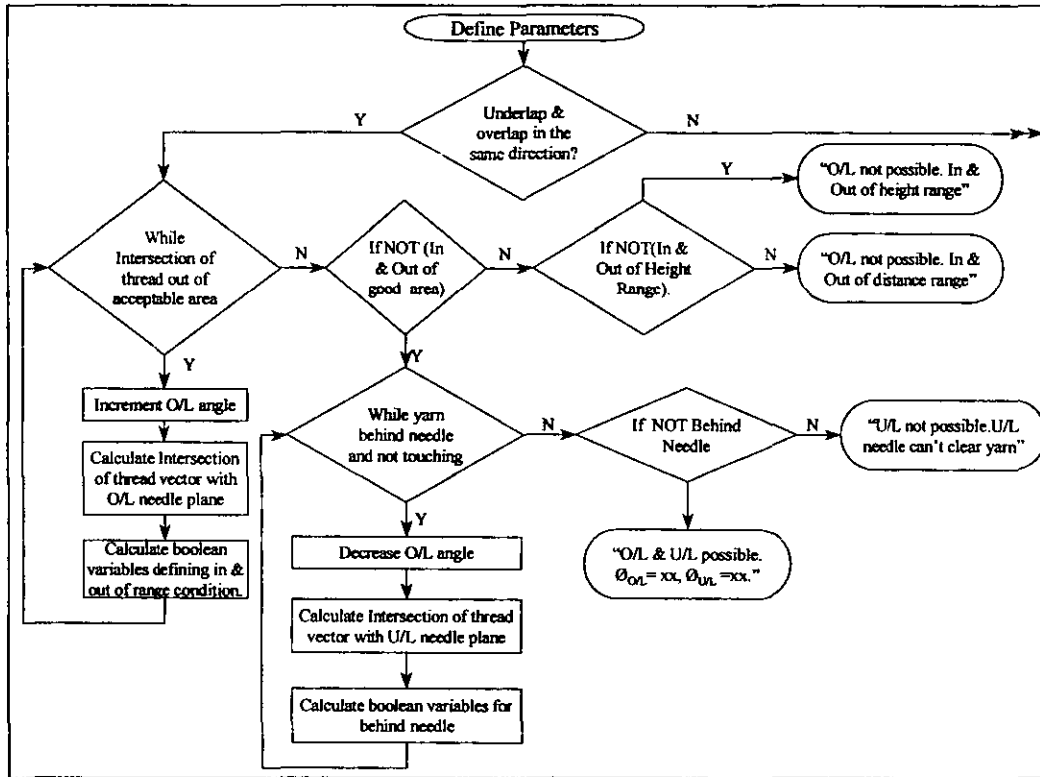 Define Parameters
Underlap &
overlap in the
same direction?
Y
N
While
Intersection of
thread out of
acceptable area
N
If NOT (In
& Out of
good area)
N
If NOT(In &
Out of Height
Range).
Y
"O/L not possible. In &
Out of height range"
N
"O/L not possible. In &
Out of distance range"
Y
Increment O/L angle
Calculate Intersection
of thread vector with
O/L needle plane
Calculate boolean
variables defining in &
out of range condition.
Y
While yarn
behind needle
and not touching
N
If NOT Behind
Needle
N
"U/L not possible.U/L
needle can't clear yarn"
Y
Decrease O/L angle
Calculate Intersection of thread
vector with U/L needle plane
Calculate boolean variables for
behind needle
"O/L & U/L possible.
Ø_O/L = xx, Ø_U/L =xx."